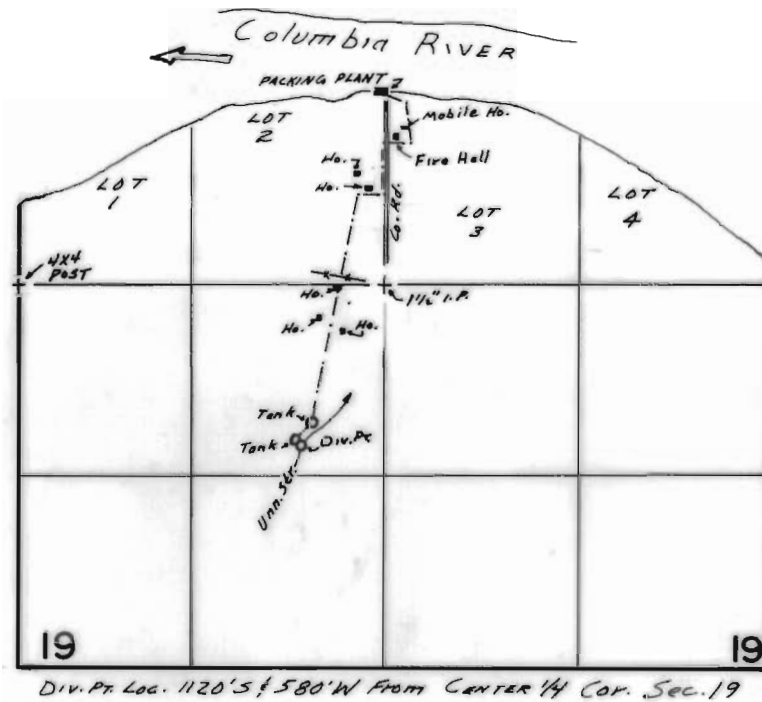 Columbia RIVER
PACKING PLANT
LOT
2
Mobile Ho.
Fire Hall
Ho.
Ho.
LOT
1
Co. Rd.
LOT
3
LOT
4
4X4
POST
Ho.
1½" I.P.
Ho.
Ho.
Tank
Tank
Div. Pt.
Unn. Str.
19
19
DIV. PT. LOC. 1120'S & 580'W FROM CENTER ¼ COR. SEC. 19